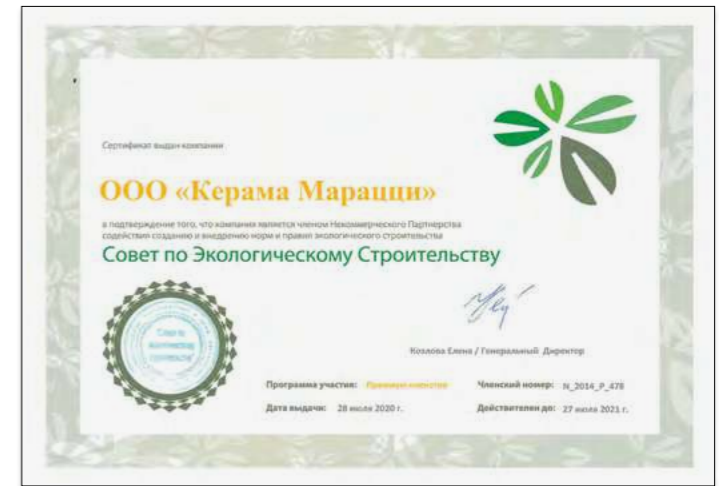 Сертификат выдан компании
ООО «Керама Марацци»
в подтверждение того, что компания является членом Некоммерческого Партнерства
содействия созданию и внедрению норм и правил экологического строительства
Совет по Экологическому Строительству
Козлова Елена / Генеральный Директор
Программа участия:
Членский номер: N_2014_P_478
Дата выдачи: 28 июля 2020 г.
Действителен до: 27 июля 2021 г.